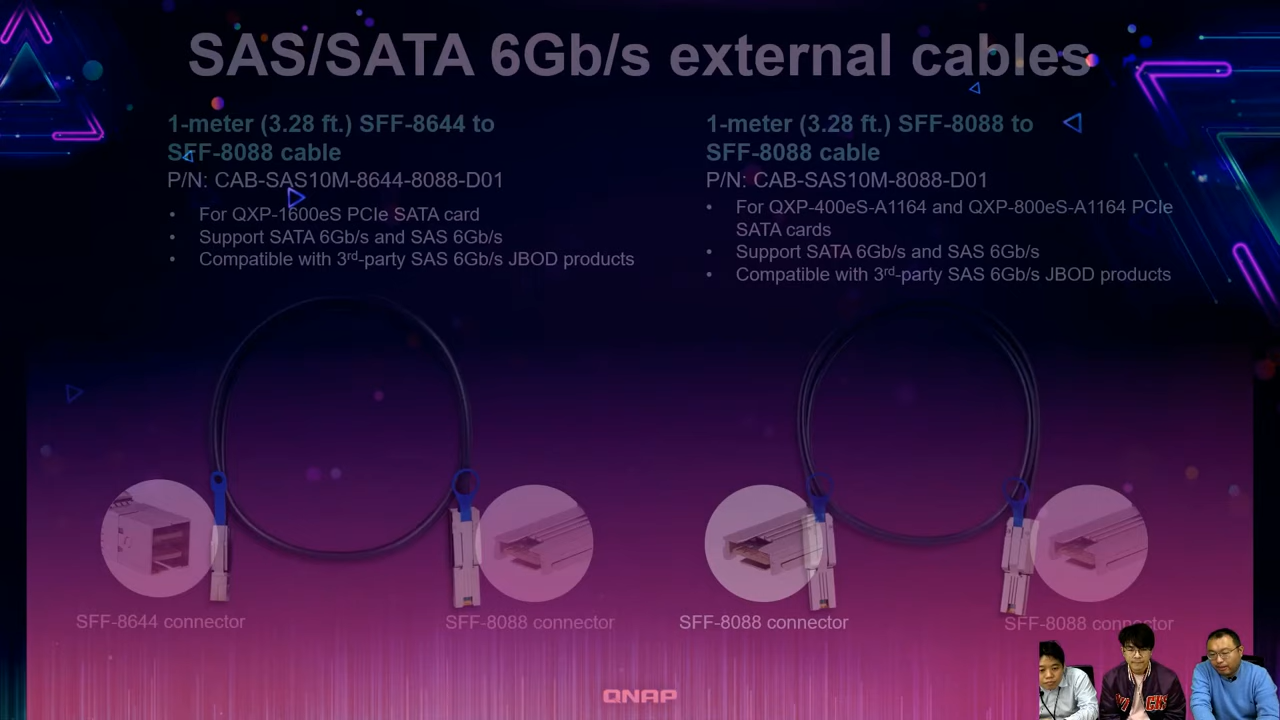 SAS/SATA 6Gb/s external cables
1-meter (3.28 ft.) SFF-8644 to
SFF-8088 cable
P/N: CAB-SAS10M-8644-8088-D01
• For QXP-1600eS PCIe SATA card
• Support SATA 6Gb/s and SAS 6Gb/s
• Compatible with 3rd-party SAS 6Gb/s JBOD products
1-meter (3.28 ft.) SFF-8088 to
SFF-8088 cable
P/N: CAB-SAS10M-8088-D01
• For QXP-400eS-A1164 and QXP-800eS-A1164 PCIe
SATA cards
• Support SATA 6Gb/s and SAS 6Gb/s
• Compatible with 3rd-party SAS 6Gb/s JBOD products
SFF-8644 connector
SFF-8088 connector
SFF-8088 connector
SFF-8088 connector
QNAP